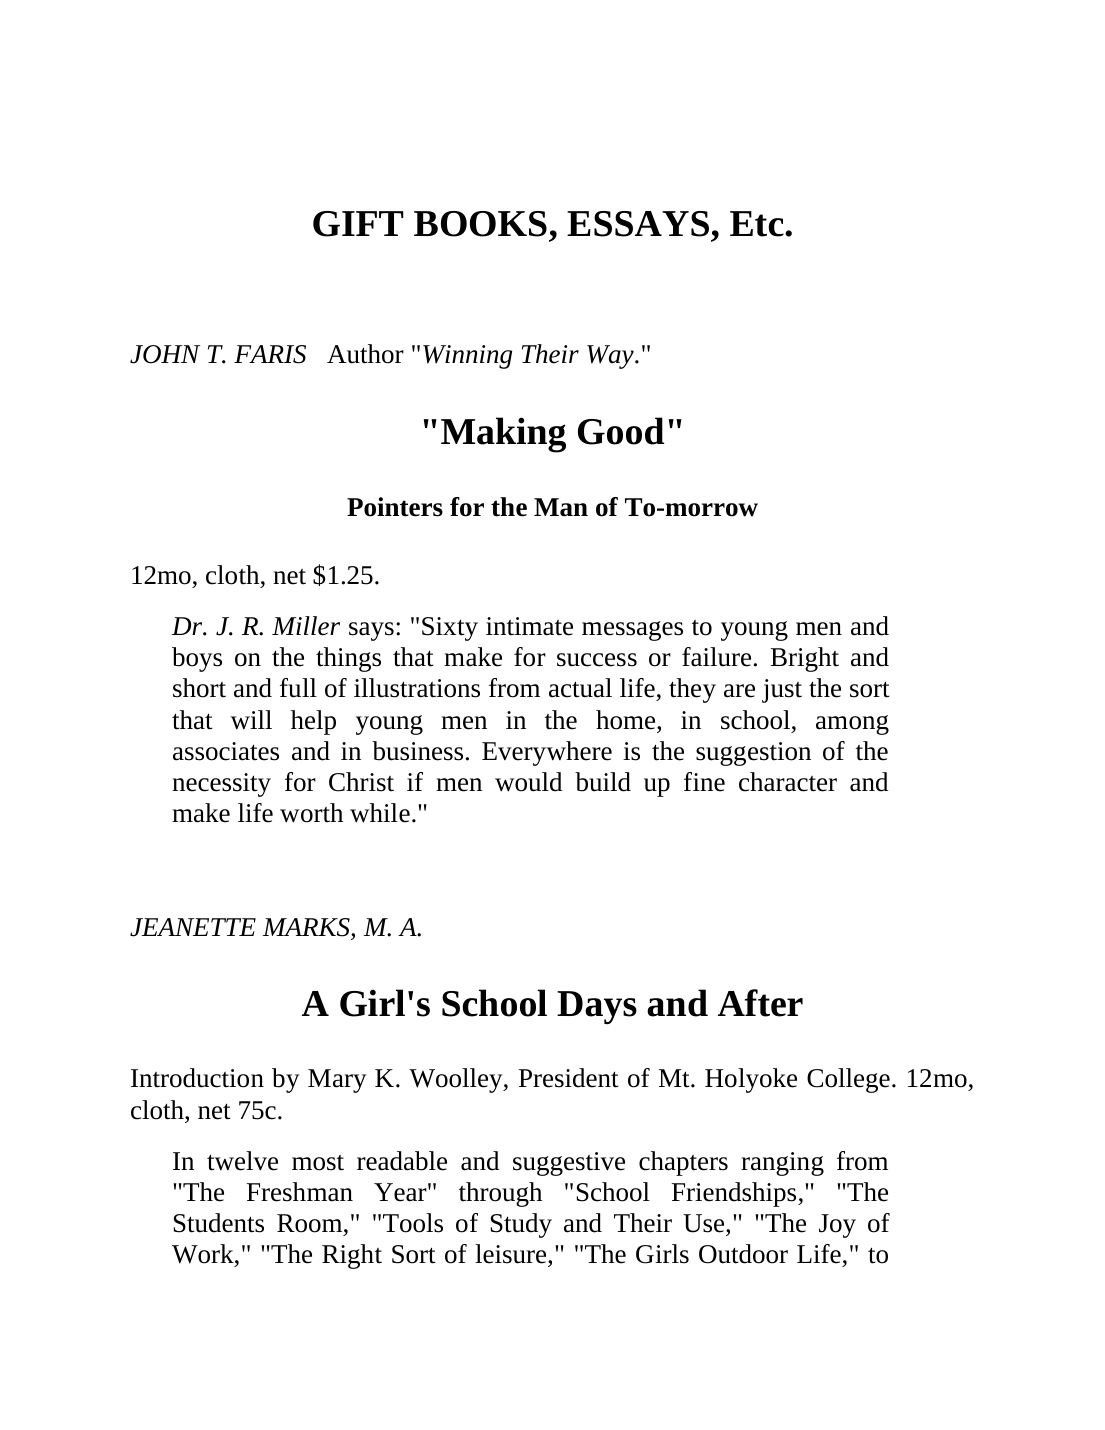 GIFT BOOKS, ESSAYS, Etc.
JOHN T. FARIS   Author "Winning Their Way."
"Making Good"
Pointers for the Man of To-morrow
12mo, cloth, net $1.25.
Dr. J. R. Miller says: "Sixty intimate messages to young men and
boys on the things that make for success or failure. Bright and
short and full of illustrations from actual life, they are just the sort
that will help young men in the home, in school, among
associates and in business. Everywhere is the suggestion of the
necessity for Christ if men would build up fine character and
make life worth while."
JEANETTE MARKS, M. A.
A Girl's School Days and After
Introduction by Mary K. Woolley, President of Mt. Holyoke College. 12mo,
cloth, net 75c.
In twelve most readable and suggestive chapters ranging from
"The Freshman Year" through "School Friendships," "The
Students Room," "Tools of Study and Their Use," "The Joy of
Work," "The Right Sort of leisure," "The Girls Outdoor Life," to